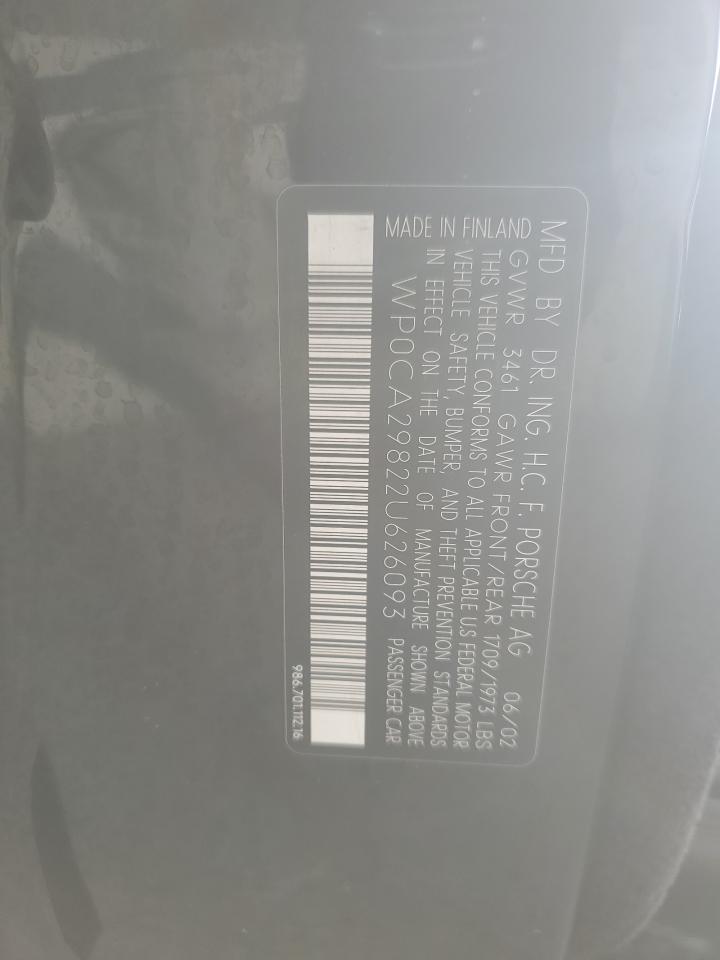 MFD BY DR. ING. H.C. F. PORSCHE AG 06/02
GVWR 3461 GAWR FRONT/REAR 1709/1973 LBS
THIS VEHICLE CONFORMS TO ALL APPLICABLE U.S FEDERAL MOTOR
VEHICLE SAFETY, BUMPER, AND THEFT PREVENTION STANDARDS
IN EFFECT ON THE DATE OF MANUFACTURE SHOWN ABOVE
MADE IN FINLAND WP0CA29822U626093 PASSENGER CAR
986.701.112.16